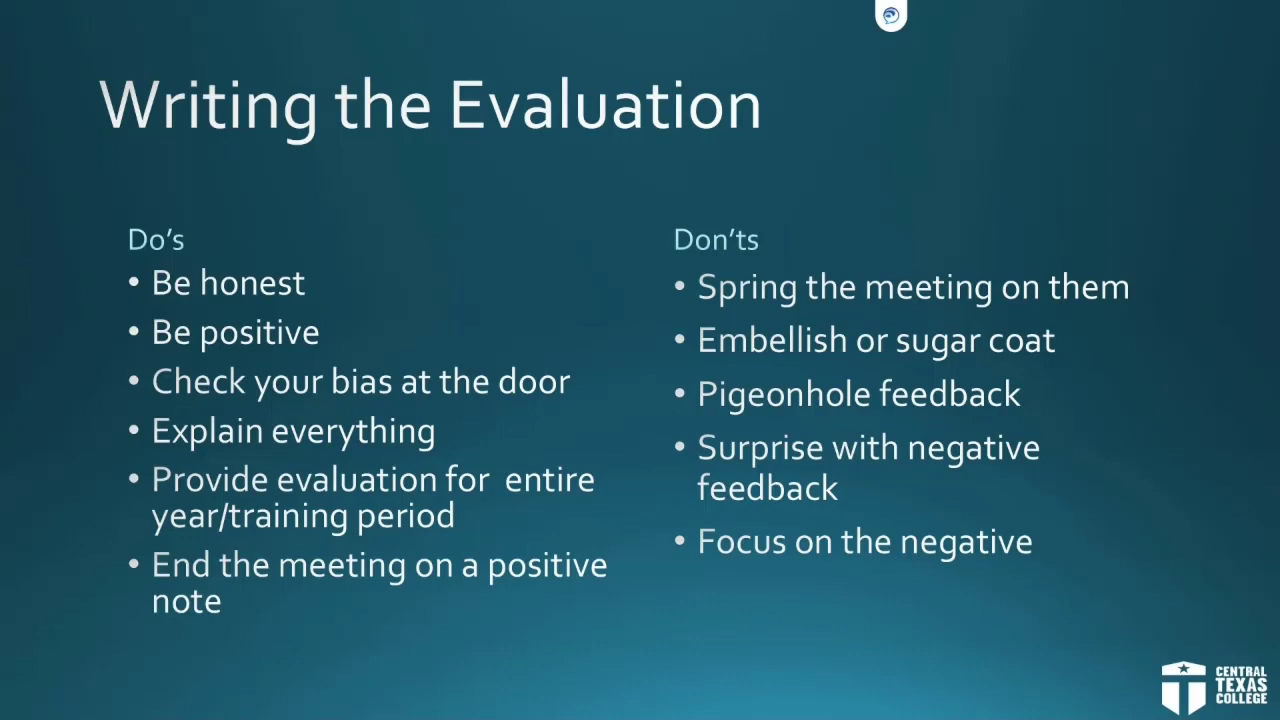 Writing the Evaluation
Do's
• Be honest
• Be positive
• Check your bias at the door
• Explain everything
• Provide evaluation for  entire
year/training period
• End the meeting on a positive
note
Don'ts
• Spring the meeting on them
• Embellish or sugar coat
• Pigeonhole feedback
• Surprise with negative
feedback
• Focus on the negative
CENTRAL
TEXAS
COLLEGE